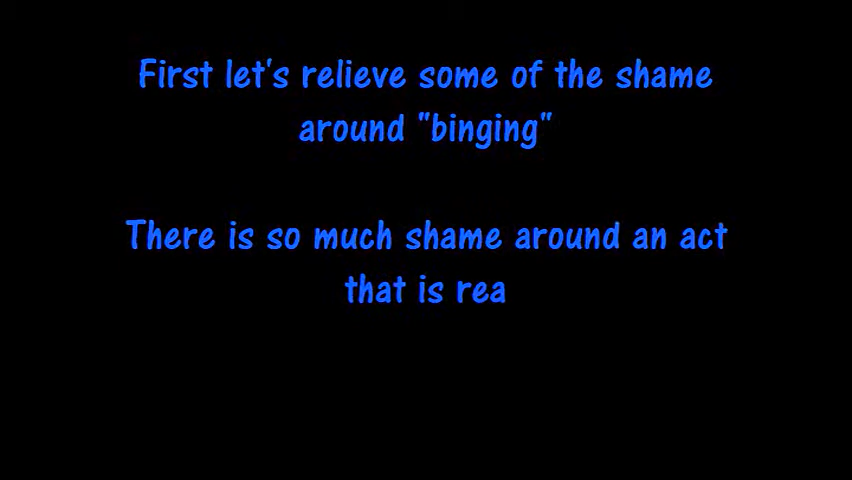 First let's relieve some of the shame
around "binging"
There is so much shame around an act
that is rea